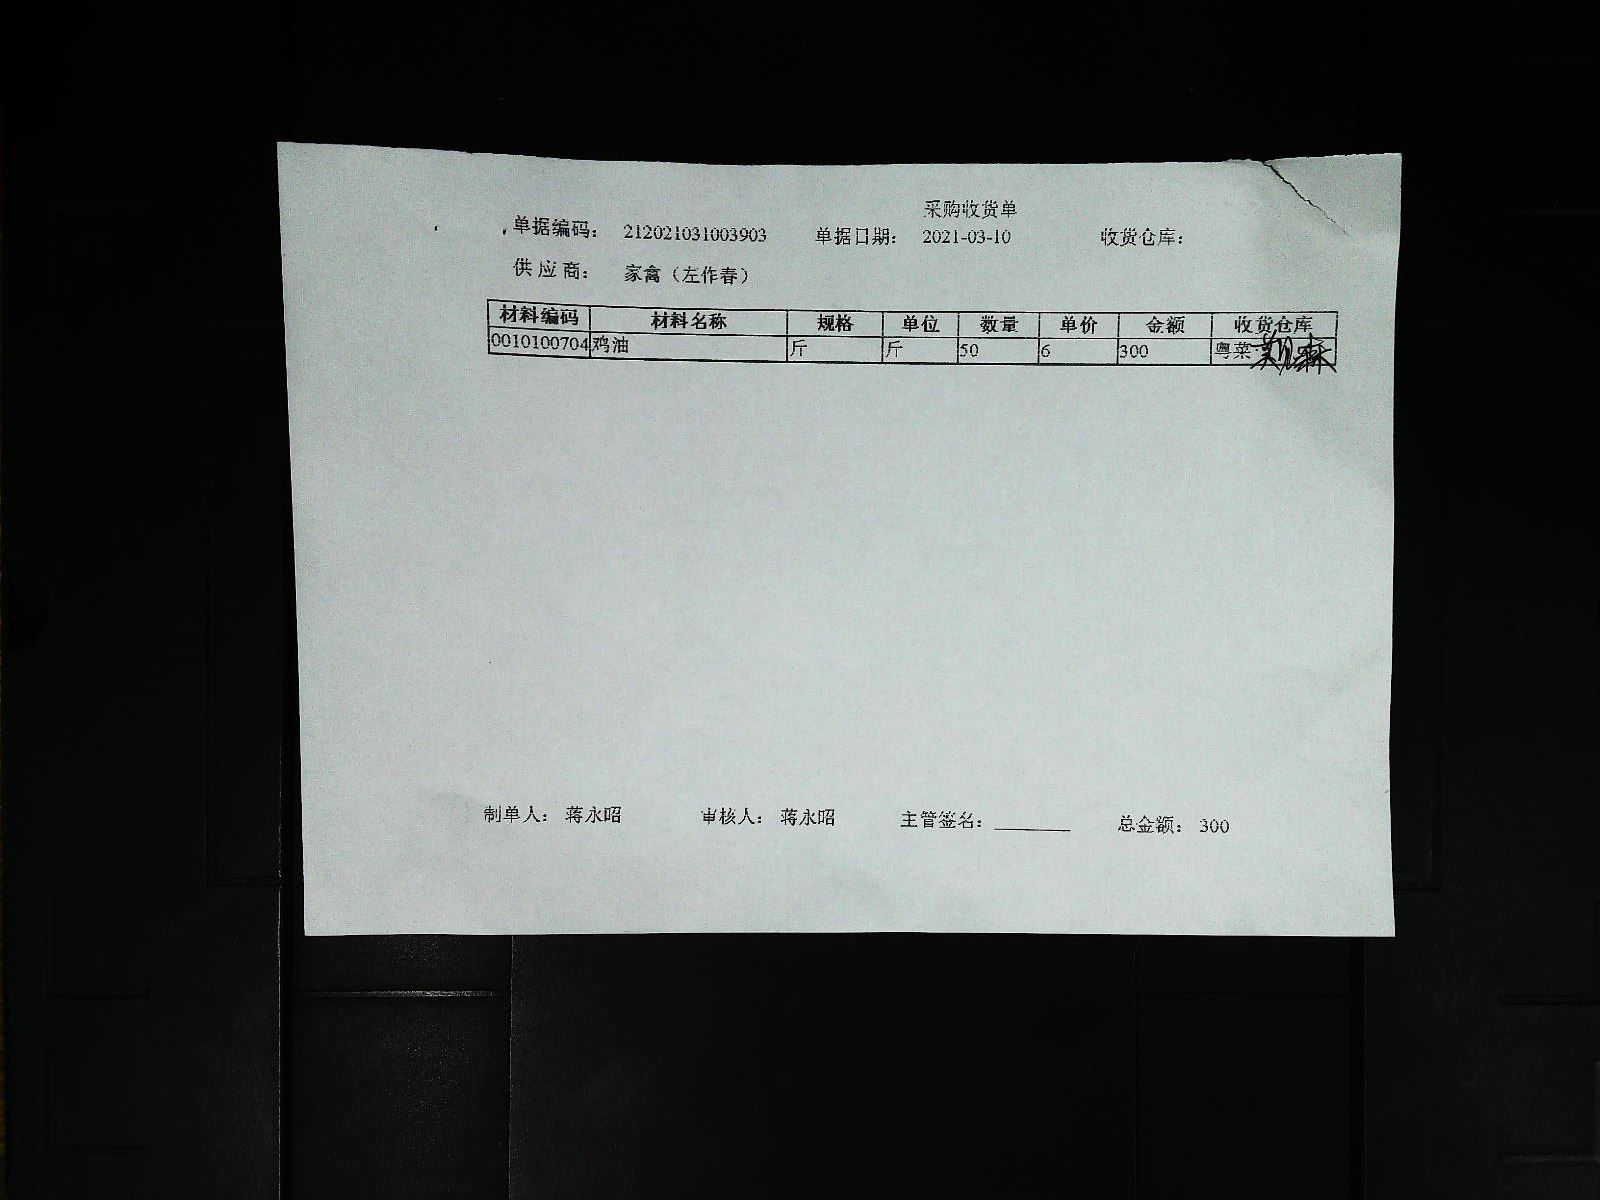 采购收货单
单据编码： 212021031003903 单据日期： 2021-03-10 收货仓库：
供应商： 家禽（左作春）
材料编码 材料名称 规格 单位 数量 单价 金额 收货仓库
0010100704 鸡油 斤 斤 50 6 300 粤菜
制单人： 蒋永昭 审核人： 蒋永昭 主管签名： 总金额： 300